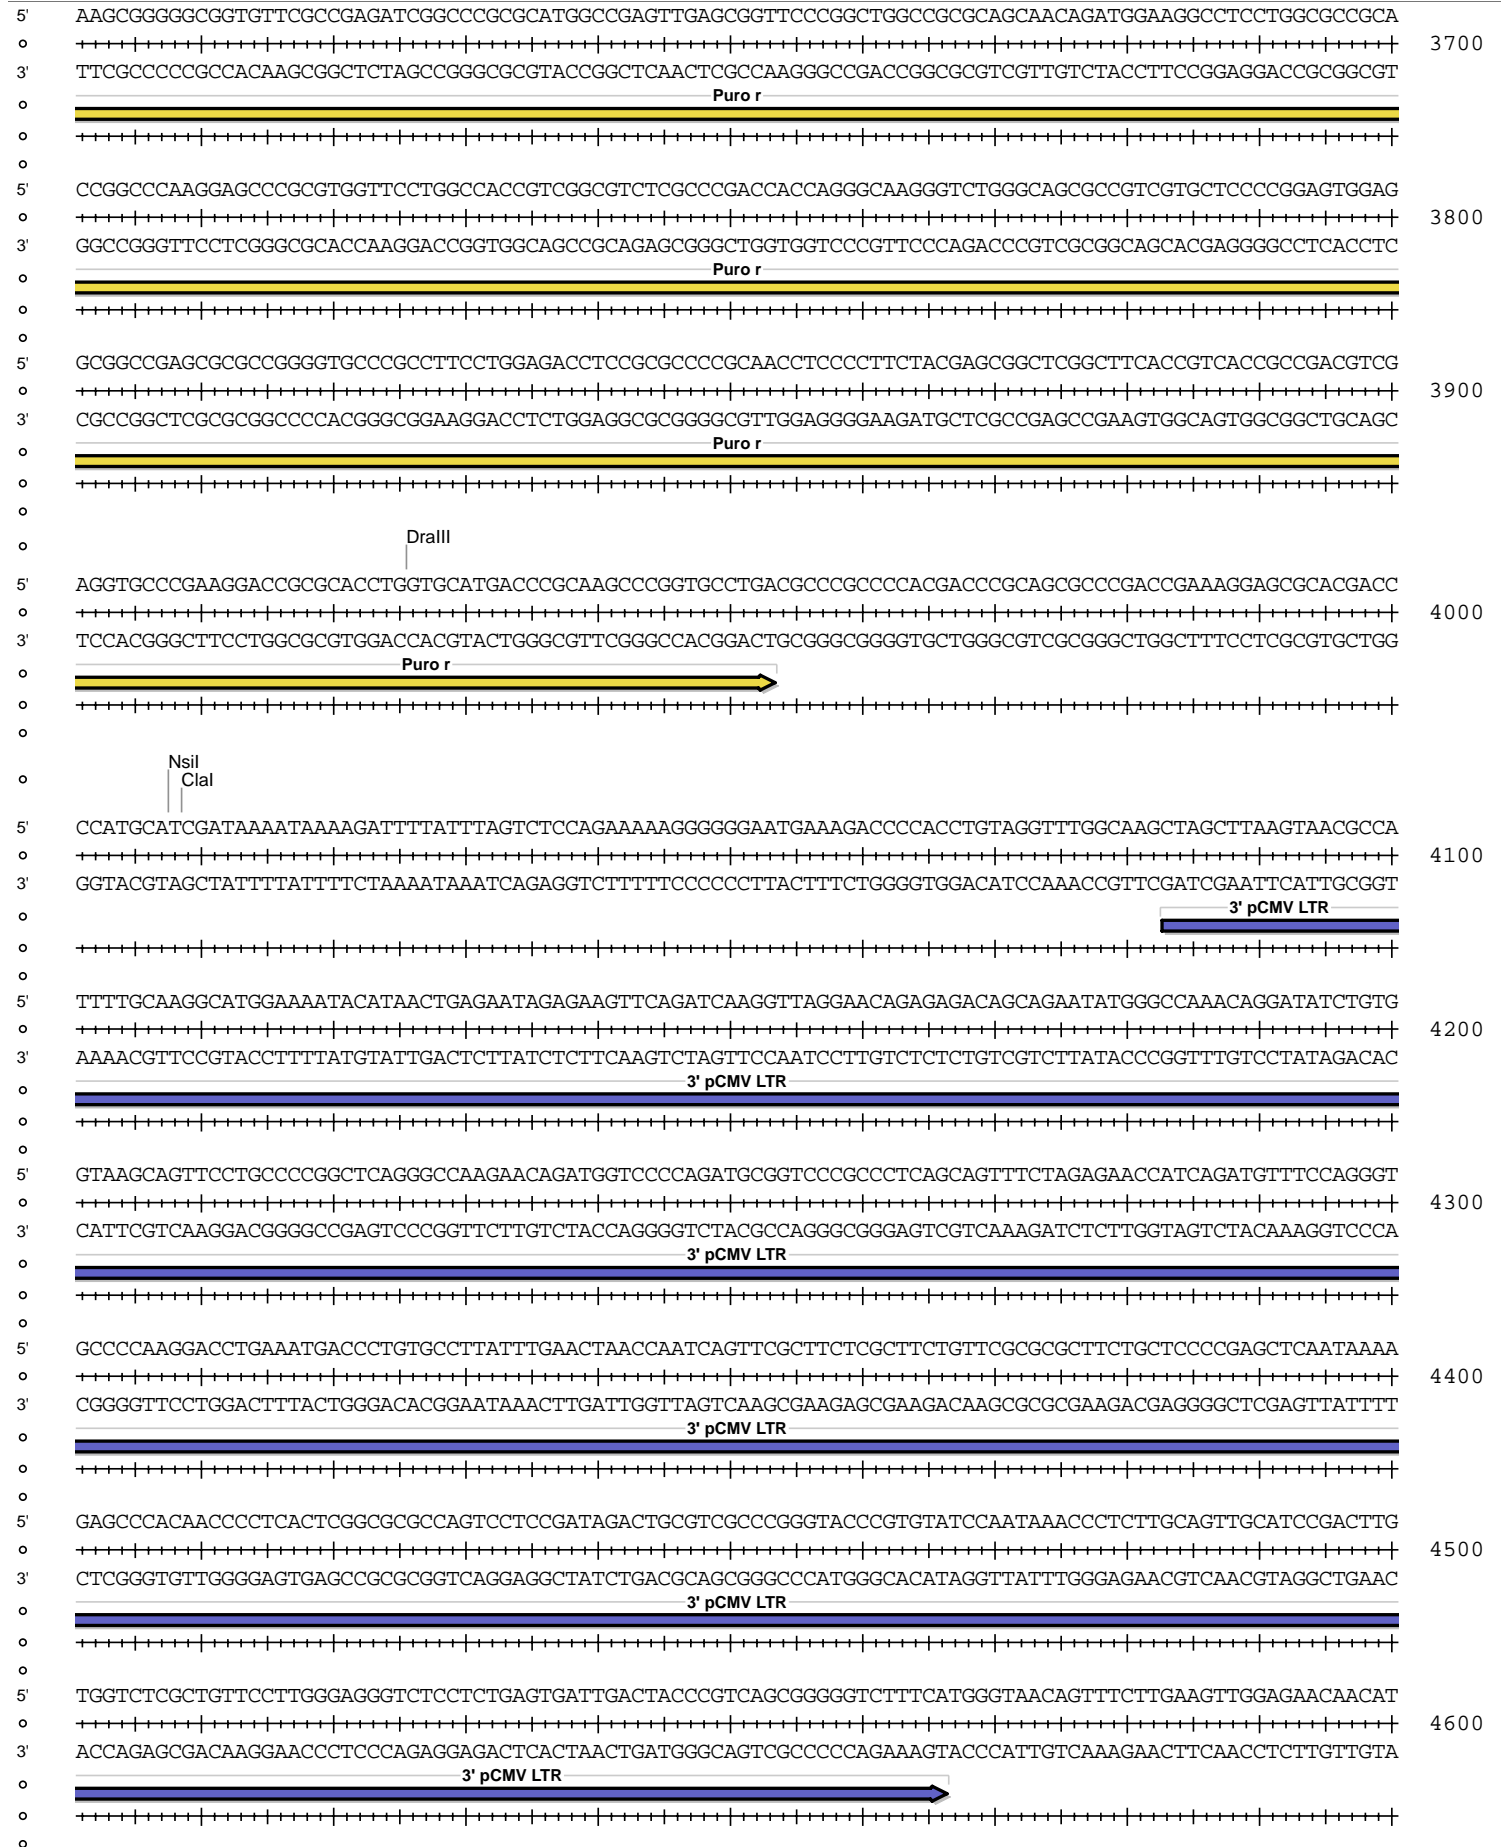 5' AAGCGGGGGCGGTGTTCGCCGAGATCGGCCCGCGCATGGCCGAGTTGAGCGGTTCCCGGCTGGCCGCGCAGCAACAGATGGAAGGCCTCCTGGCGCCGCA
3700
3' TTCGCCCCCGCCACAAGCGGCTCTAGCCGGGCGCGTACCGGCTCAACTCGCCAAGGGCCGACCGGCGCGTCGTTGTCTACCTTCCGGAGGACCGCGGCGT
Puro r
5' CCGGCCCAAGGAGCCCGCGTGGTTCCTGGCCACCGTCGGCGTCTCGCCCGACCACCAGGGCAAGGGTCTGGGCAGCGCCGTCGTGCTCCCCGGAGTGGAG
3800
3' GGCCGGGTTCCTCGGGCGCACCAAGGACCGGTGGCAGCCGCAGAGCGGGCTGGTGGTCCCGTTCCCAGACCCGTCGCGGCAGCACGAGGGGCCTCACCTC
Puro r
5' GCGGCCGAGCGCGCCGGGGTGCCCGCCTTCCTGGAGACCTCCGCGCCCCGCAACCTCCCCTTCTACGAGCGGCTCGGCTTCACCGTCACCGCCGACGTCG
3900
3' CGCCGGCTCGCGCGGCCCCACGGGCGGAAGGACCTCTGGAGGCGCGGGGCGTTGGAGGGGAAGATGCTCGCCGAGCCGAAGTGGCAGTGGCGGCTGCAGC
Puro r
DraIII
5' AGGTGCCCGAAGGACCGCGCACCTGGTGCATGACCCGCAAGCCCGGTGCCTGACGCCCGCCCCACGACCCGCAGCGCCCGACCGAAAGGAGCGCACGACC
4000
3' TCCACGGGCTTCCTGGCGCGTGGACCACGTACTGGGCGTTCGGGCCACGGACTGCGGGCGGGGTGCTGGGCGTCGCGGGCTGGCTTTCCTCGCGTGCTGG
Puro r
NsiI
ClaI
5' CCATGCATCGATAAAATAAAAGATTTTATTTAGTCTCCAGAAAAAGGGGGGAATGAAAGACCCCACCTGTAGGTTTGGCAAGCTAGCTTAAGTAACGCCA
4100
3' GGTACGTAGCTATTTTATTTTCTAAAATAAATCAGAGGTCTTTTTCCCCCCTTACTTTCTGGGGTGGACATCCAAACCGTTCGATCGAATTCATTGCGGT
3' pCMV LTR
5' TTTTGCAAGGCATGGAAAATACATAACTGAGAATAGAGAAGTTCAGATCAAGGTTAGGAACAGAGAGACAGCAGAATATGGGCCAAACAGGATATCTGTG
4200
3' AAAACGTTCCGTACCTTTTATGTATTGACTCTTATCTCTTCAAGTCTAGTTCCAATCCTTGTCTCTCTGTCGTCTTATACCCGGTTTGTCCTATAGACAC
3' pCMV LTR
5' GTAAGCAGTTCCTGCCCCGGCTCAGGGCCAAGAACAGATGGTCCCCAGATGCGGTCCCGCCCTCAGCAGTTTCTAGAGAACCATCAGATGTTTCCAGGGT
4300
3' CATTCGTCAAGGACGGGGCCGAGTCCCGGTTCTTGTCTACCAGGGGTCTACGCCAGGGCGGGAGTCGTCAAAGATCTCTTGGTAGTCTACAAAGGTCCCA
3' pCMV LTR
5' GCCCCAAGGACCTGAAATGACCCTGTGCCTTATTTGAACTAACCAATCAGTTCGCTTCTCGCTTCTGTTCGCGCGCTTCTGCTCCCCGAGCTCAATAAAA
4400
3' CGGGGTTCCTGGACTTTACTGGGACACGGAATAAACTTGATTGGTTAGTCAAGCGAAGAGCGAAGACAAGCGCGCGAAGACGAGGGGCTCGAGTTATTTT
3' pCMV LTR
5' GAGCCCACAACCCCTCACTCGGCGCGCCAGTCCTCCGATAGACTGCGTCGCCCGGGTACCCGTGTATCCAATAAACCCTCTTGCAGTTGCATCCGACTTG
4500
3' CTCGGGTGTTGGGGAGTGAGCCGCGCGGTCAGGAGGCTATCTGACGCAGCGGGCCCATGGGCACATAGGTTATTTGGGAGAACGTCAACGTAGGCTGAAC
3' pCMV LTR
5' TGGTCTCGCTGTTCCTTGGGAGGGTCTCCTCTGAGTGATTGACTACCCGTCAGCGGGGGTCTTTCATGGGTAACAGTTTCTTGAAGTTGGAGAACAACAT
4600
3' ACCAGAGCGACAAGGAACCCTCCCAGAGGAGACTCACTAACTGATGGGCAGTCGCCCCCAGAAAGTACCCATTGTCAAAGAACTTCAACCTCTTGTTGTA
3' pCMV LTR